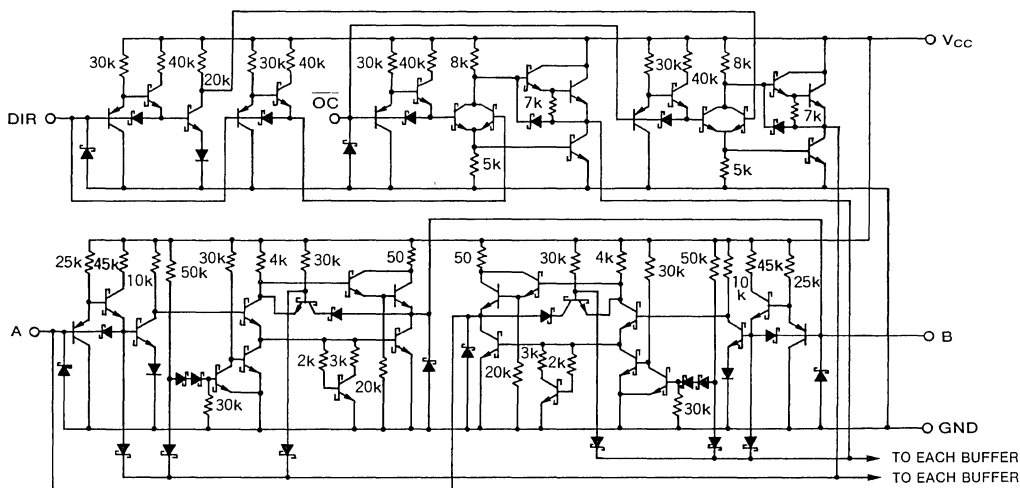 30k 40k 20k 30k 40k 30k 40k 8k 7k 5k 30k 40k 8k 7k 5k VCC
DIR
OC
25k 45k 10k 50k 30k 4k 30k 50 50 30k 4k 30k 50k 10k 45k 25k
A
B
2k 3k 20k 30k 20k 3k 2k 30k
GND
TO EACH BUFFER
TO EACH BUFFER